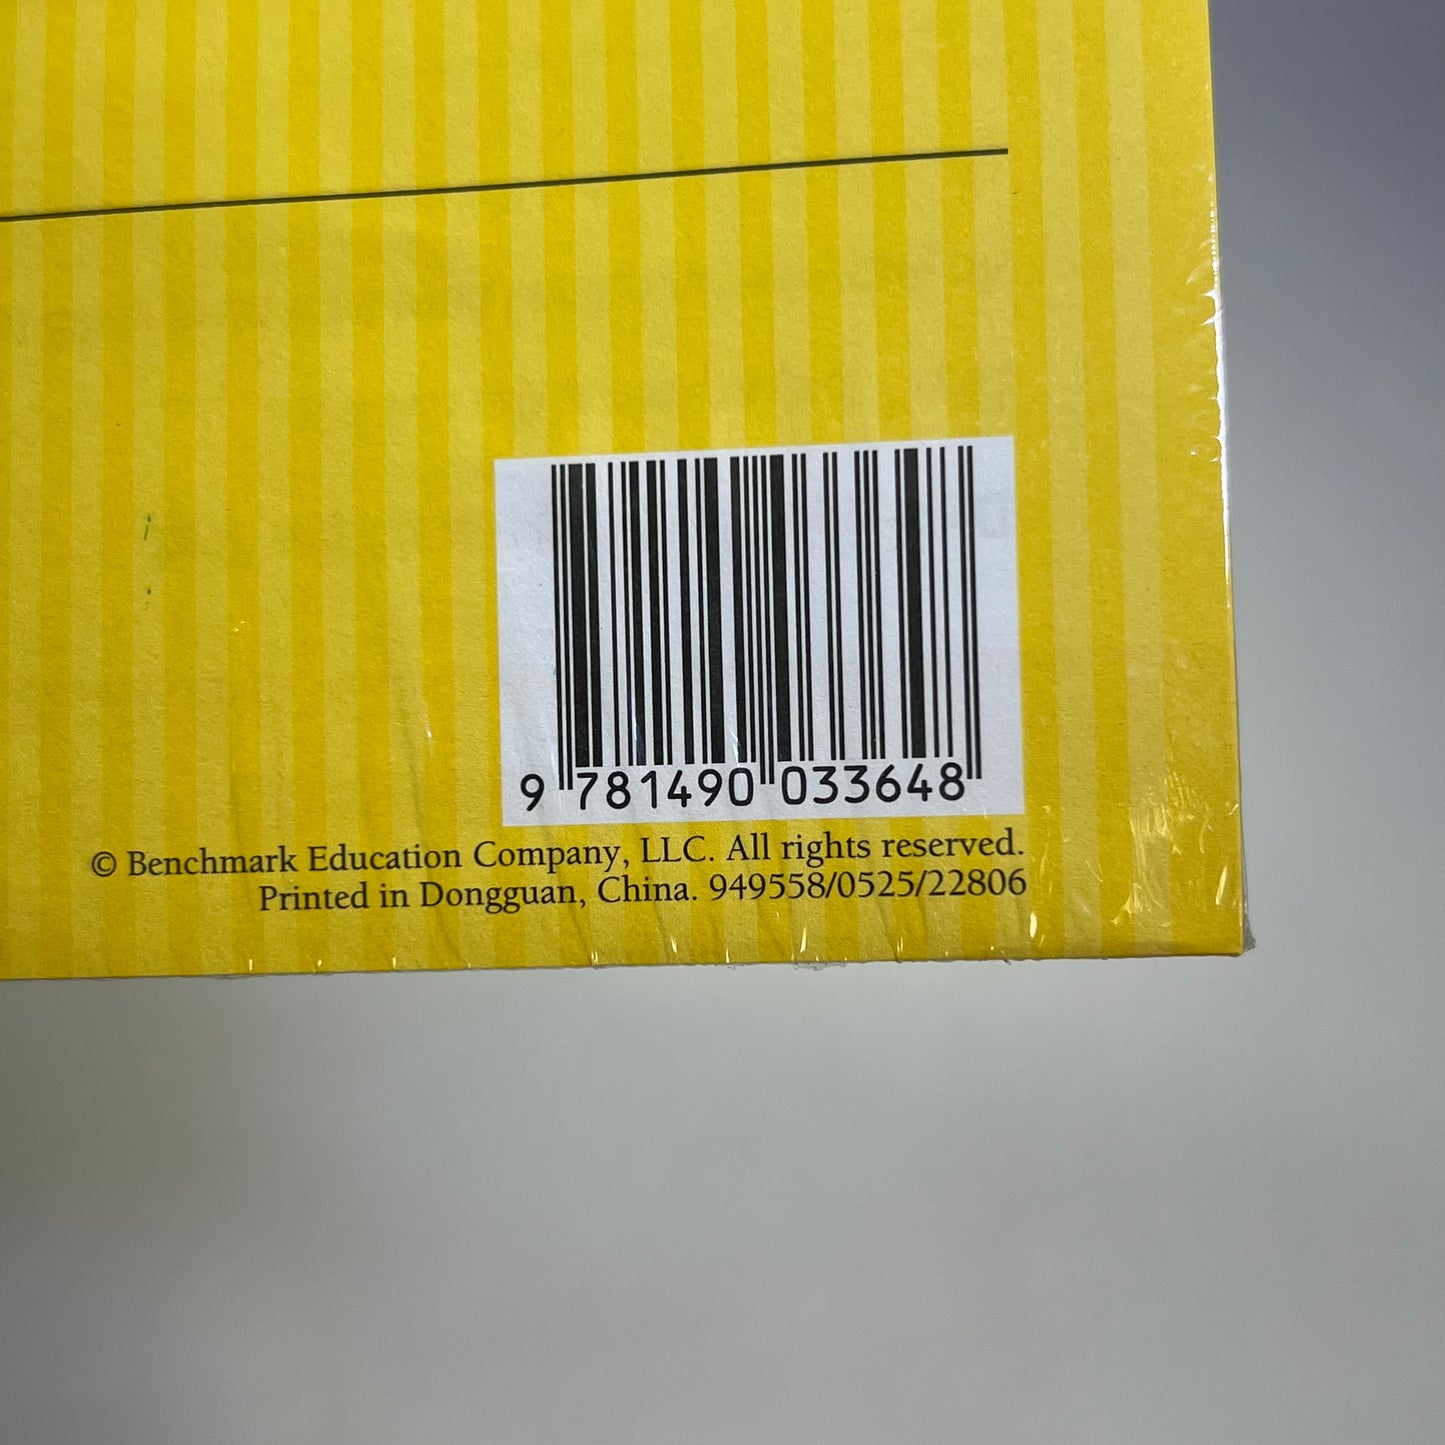 9 781490 033648
© Benchmark Education Company, LLC. All rights reserved.
Printed in Dongguan, China. 949558/0525/22806